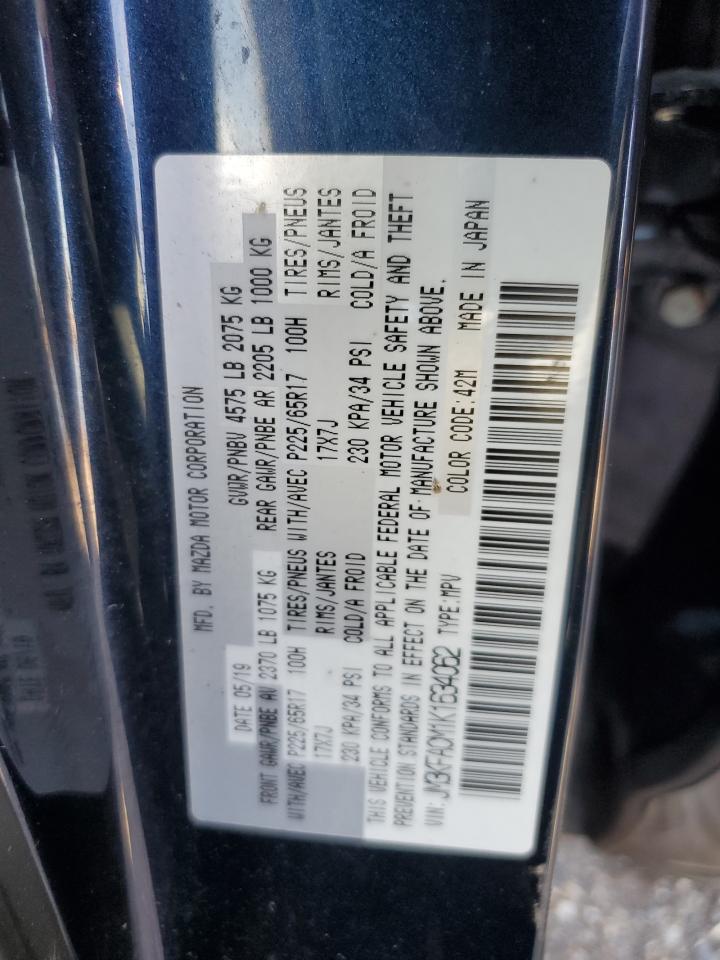 MFD. BY MAZDA MOTOR CORPORATION
DATE 05/19 GVWR/PNBV 4575 LB 2075 KG
FRONT GAWR/PNBE AV 2370 LB 1075 KG REAR GAWR/PNBE AR 2205 LB 1000 KG
WITH/AVEC P225/65R17 100H TIRES/PNEUS WITH/AVEC P225/65R17 100H TIRES/PNEUS
17X7J RIMS/JANTES 17X7J RIMS/JANTES
230 KPA/34 PSI COLD/A FROID 230 KPA/34 PSI COLD/A FROID
THIS VEHICLE CONFORMS TO ALL APPLICABLE FEDERAL MOTOR VEHICLE SAFETY AND THEFT
PREVENTION STANDARDS IN EFFECT ON THE DATE OF MANUFACTURE SHOWN ABOVE.
VIN: JM3KFACM1K1634062 TYPE:MPV COLOR CODE:42M MADE IN JAPAN